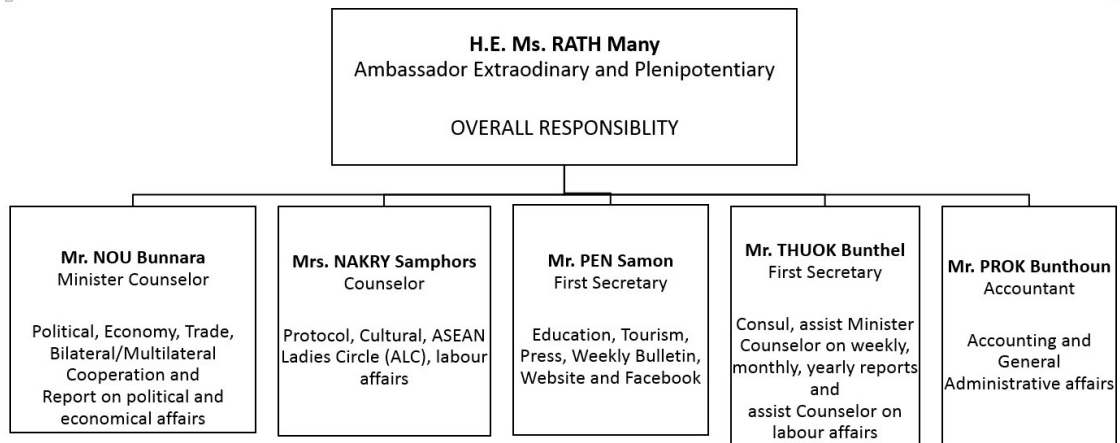 H.E. Ms. RATH Many
Ambassador Extraodinary and Plenipotentiary
OVERALL RESPONSIBLITY
Mr. NOU Bunnara
Minister Counselor
Political, Economy, Trade,
Bilateral/Multilateral
Cooperation and
Report on political and
economical affairs
Mrs. NAKRY Samphors
Counselor
Protocol, Cultural, ASEAN
Ladies Circle (ALC), labour
affairs
Mr. PEN Samon
First Secretary
Education, Tourism,
Press, Weekly Bulletin,
Website and Facebook
Mr. THUOK Bunthel
First Secretary
Consul, assist Minister
Counselor on weekly,
monthly, yearly reports
and
assist Counselor on
labour affairs
Mr. PROK Bunthoun
Accountant
Accounting and
General
Administrative affairs